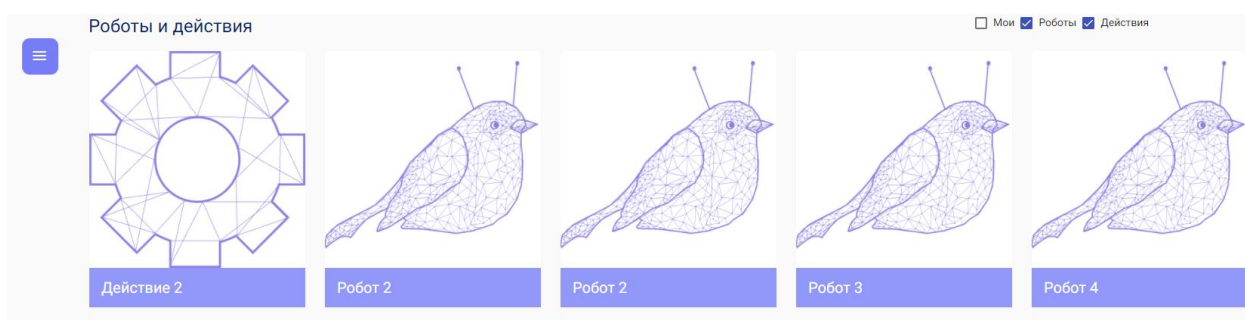 Роботы и действия
Мои Роботы Действия
Действие 2
Робот 2
Робот 2
Робот 3
Робот 4